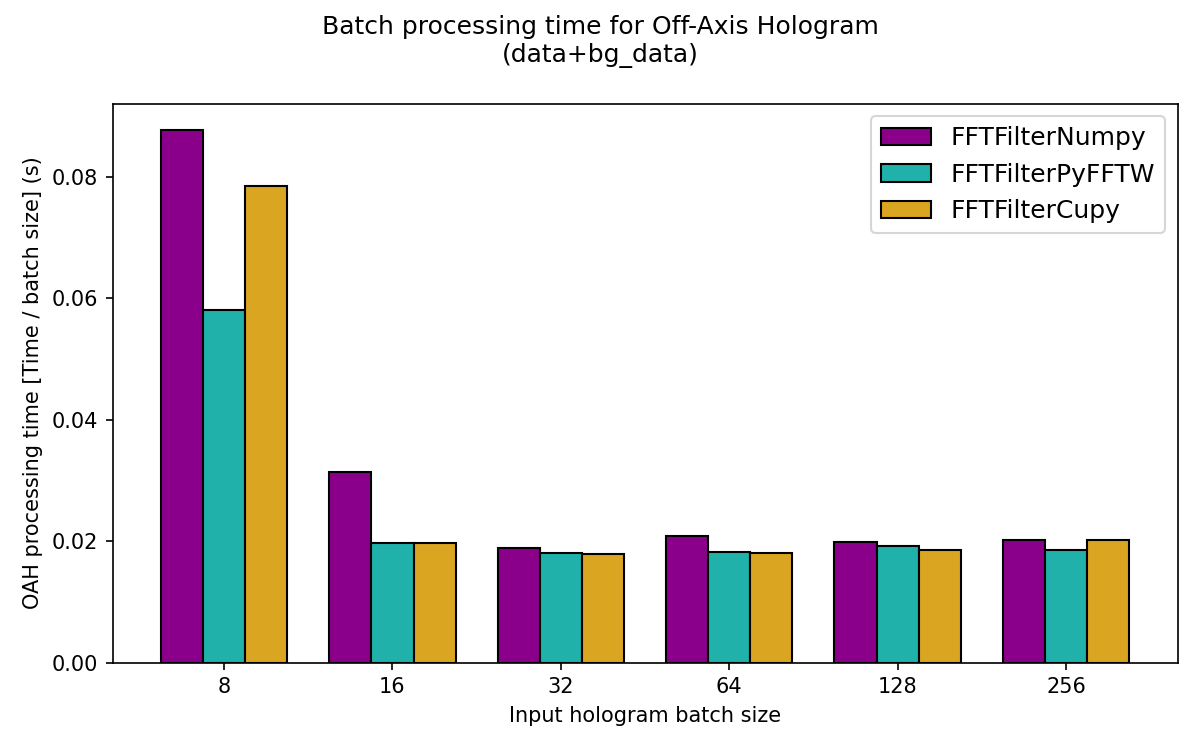 Batch processing time for Off-Axis Hologram
(data+bg_data)
FFTFilterNumpy
FFTFilterPyFFTW
FFTFilterCupy
OAH processing time [Time / batch size] (s)
0.08
0.06
0.04
0.02
0.00
8 16 32 64 128 256
Input hologram batch size